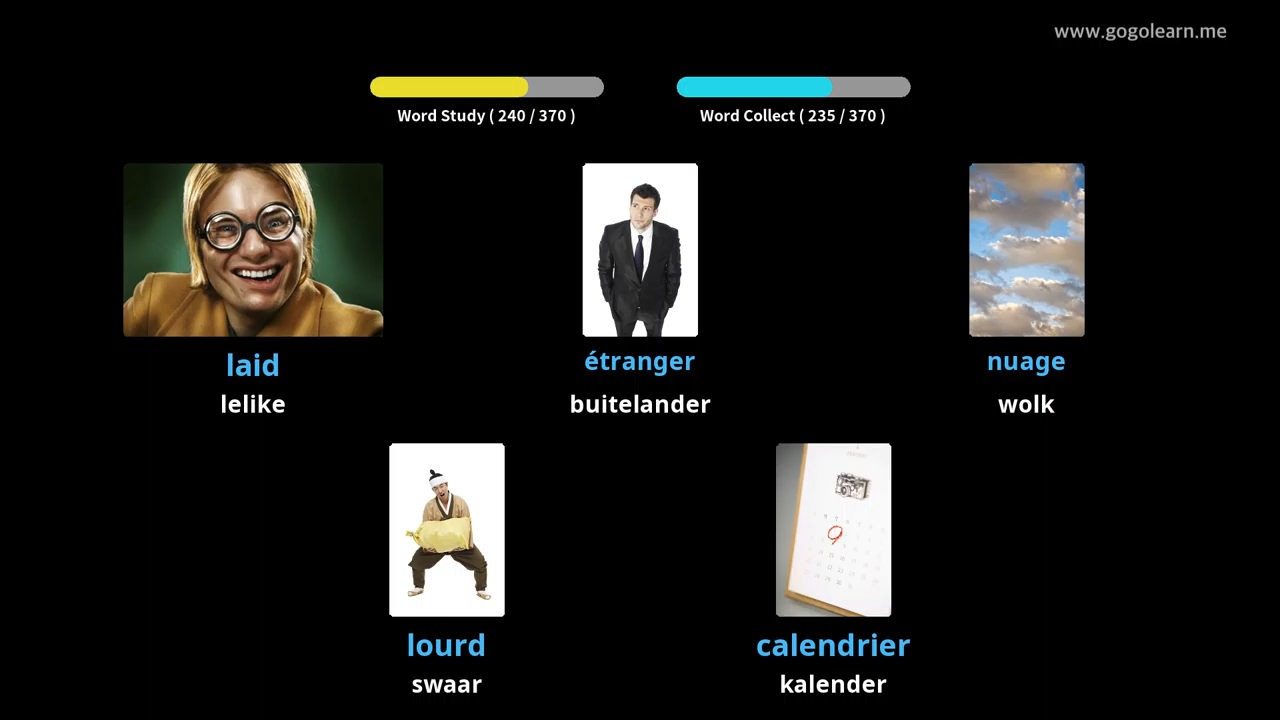 www.gogolearn.me
Word Study ( 240 / 370 )
Word Collect ( 235 / 370 )
laid
lelike
étranger
buitelander
nuage
wolk
lourd
swaar
calendrier
kalender